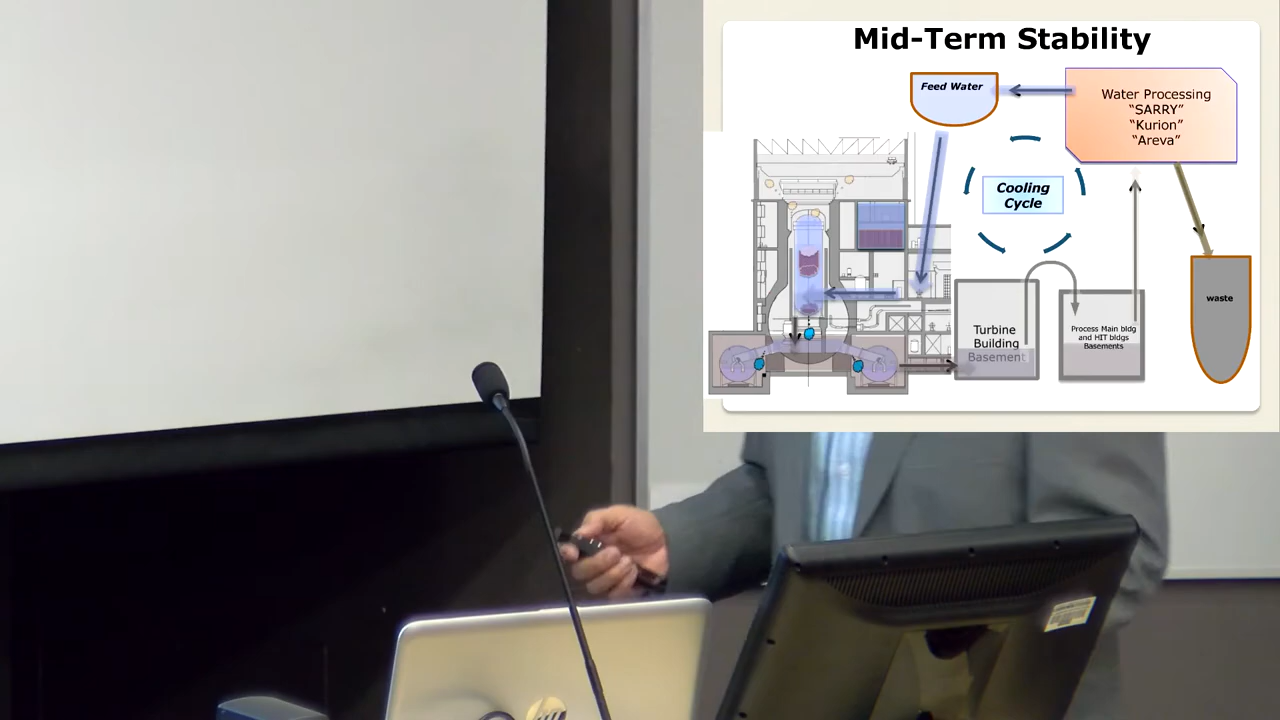 Mid-Term Stability
Feed Water
Water Processing
“SARRY”
“Kurion”
“Areva”
Cooling
Cycle
Turbine
Building
Basement
Process Main bldg
and HIT bldgs
Basements
waste
hp